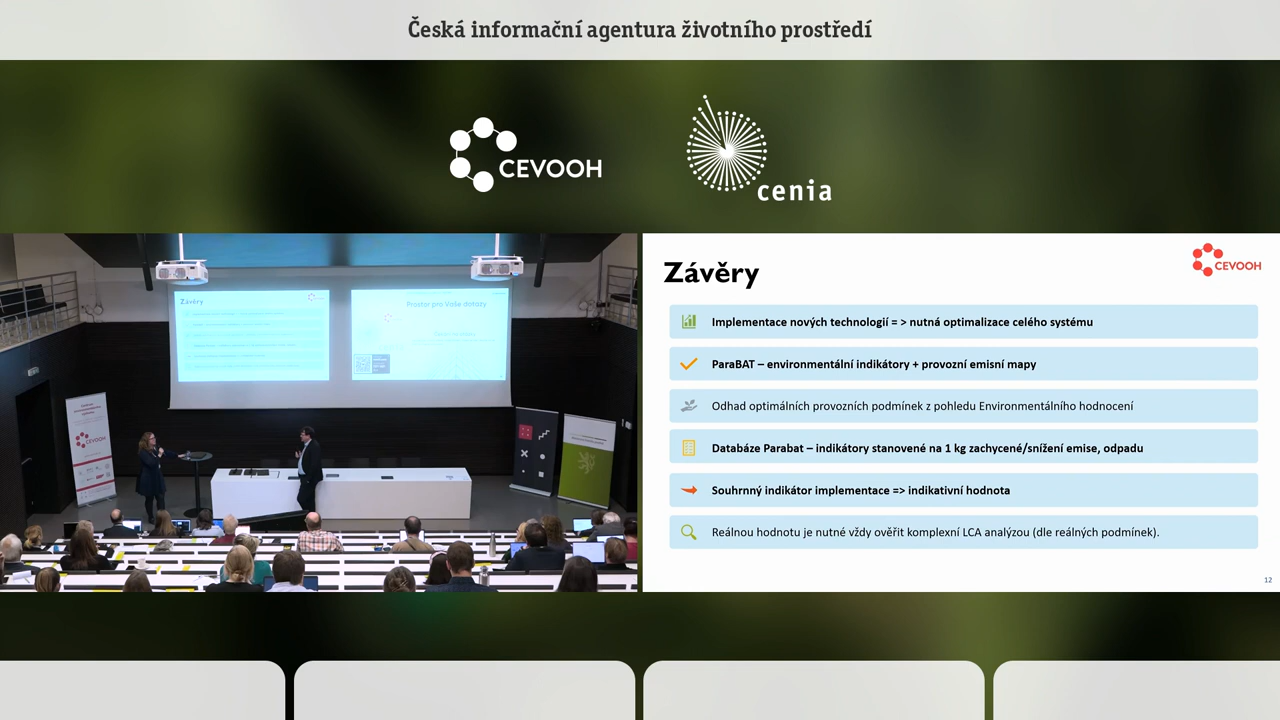 Česká informační agentura životního prostředí
CEVOOH
cenia
Závěry
Prostor pro Vaše dotazy
CEVOOH
Závěry
CEVOOH
Implementace nových technologií = > nutná optimalizace celého systému
ParaBAT – environmentální indikátory + provozní emisní mapy
Odhad optimálních provozních podmínek z pohledu Environmentálního hodnocení
Databáze Parabat – indikátory stanovené na 1 kg zachycené/snížení emise, odpadu
Souhrnný indikátor implementace => indikativní hodnota
Reálnou hodnotu je nutné vždy ověřit komplexní LCA analýzou (dle reálných podmínek).
12